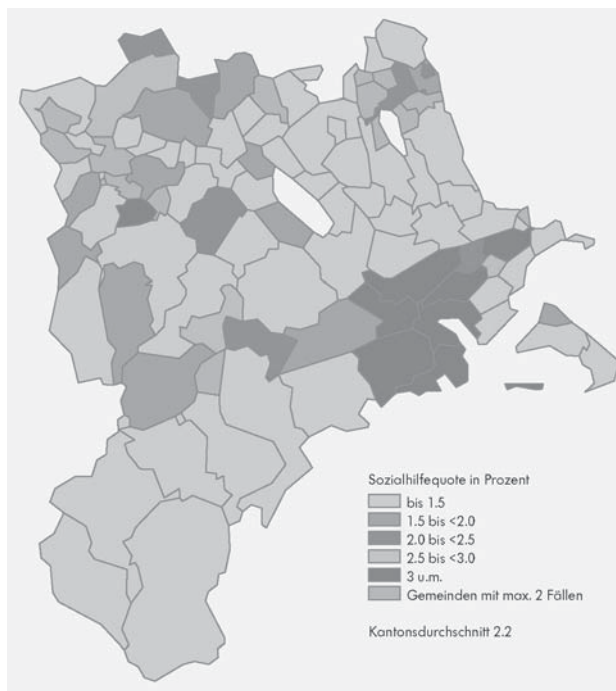 Sozialhilfequote in Prozent
bis 1.5
1.5 bis <2.0
2.0 bis <2.5
2.5 bis <3.0
3 u.m.
Gemeinden mit max. 2 Fällen
Kantonsdurchschnitt 2.2